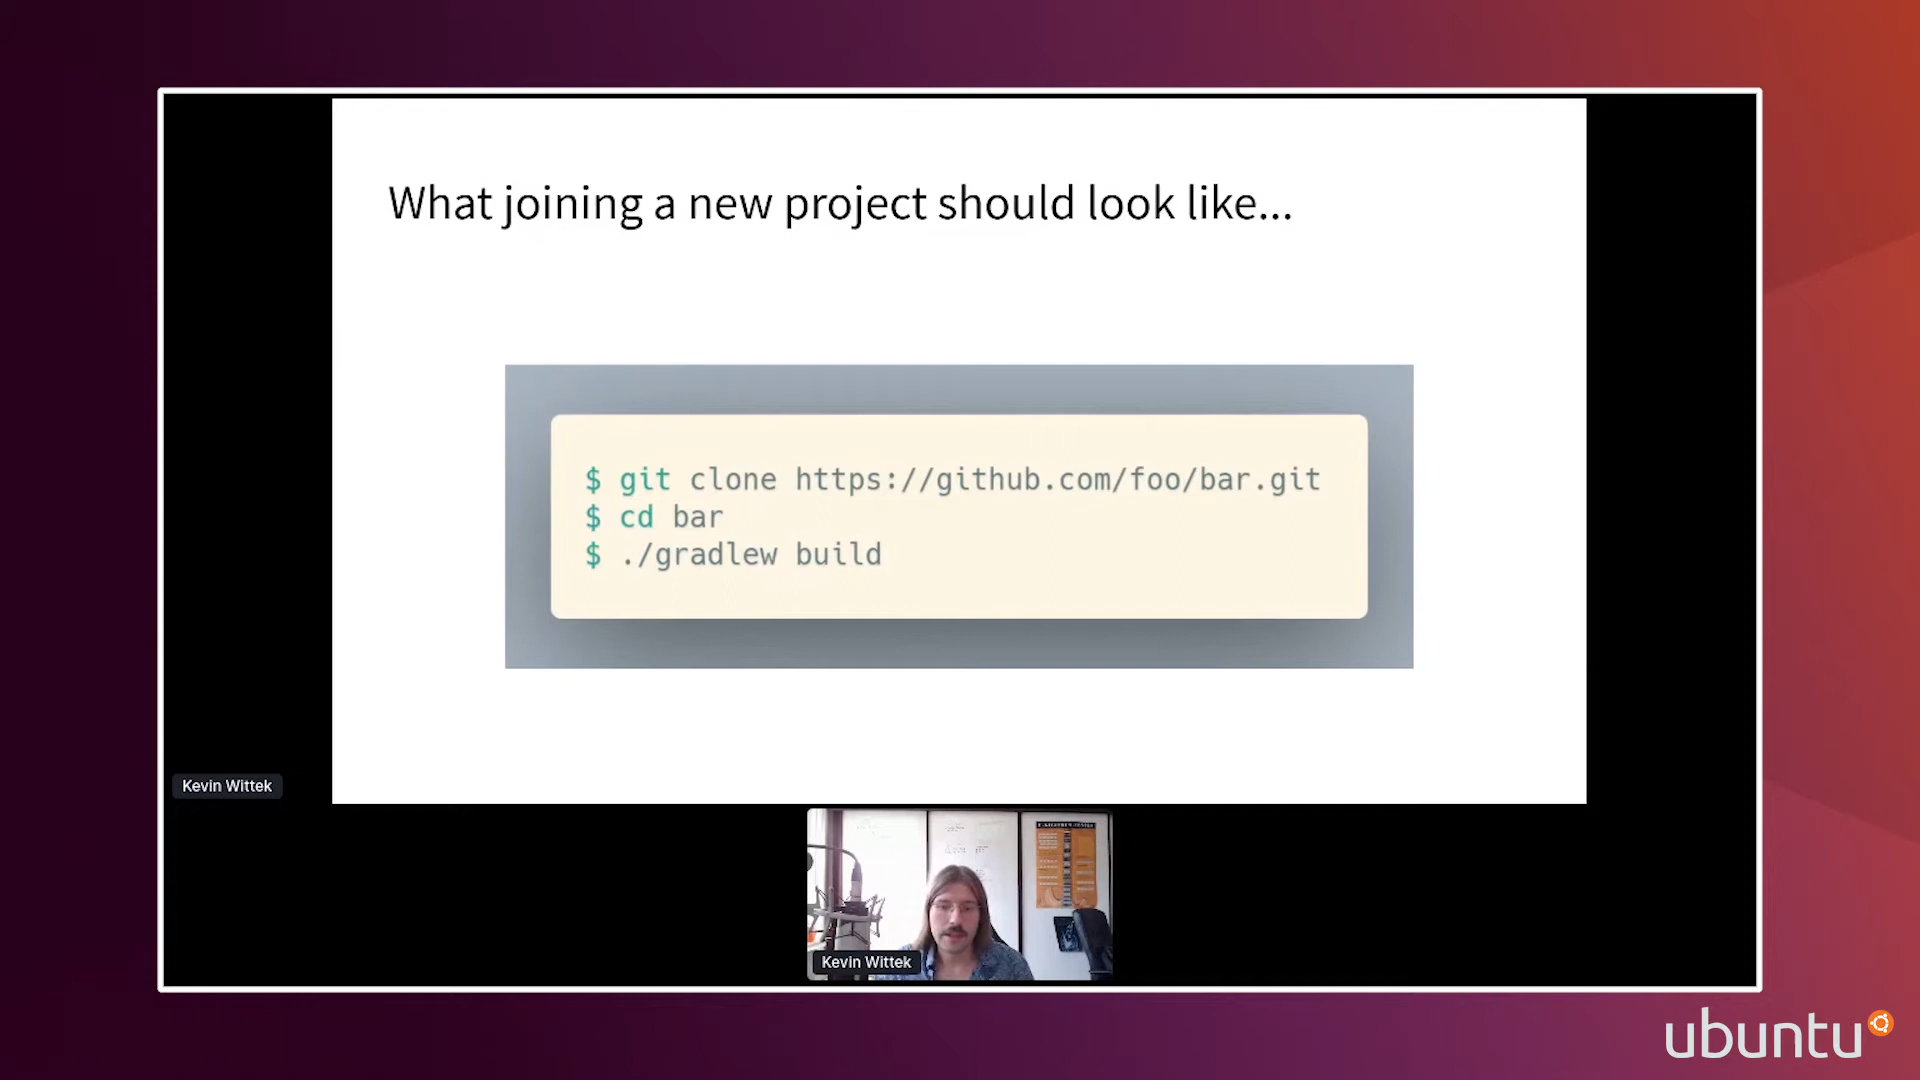 What joining a new project should look like...
$ git clone https://github.com/foo/bar.git
$ cd bar
$ ./gradlew build
Kevin Wittek
Kevin Wittek
ubuntu